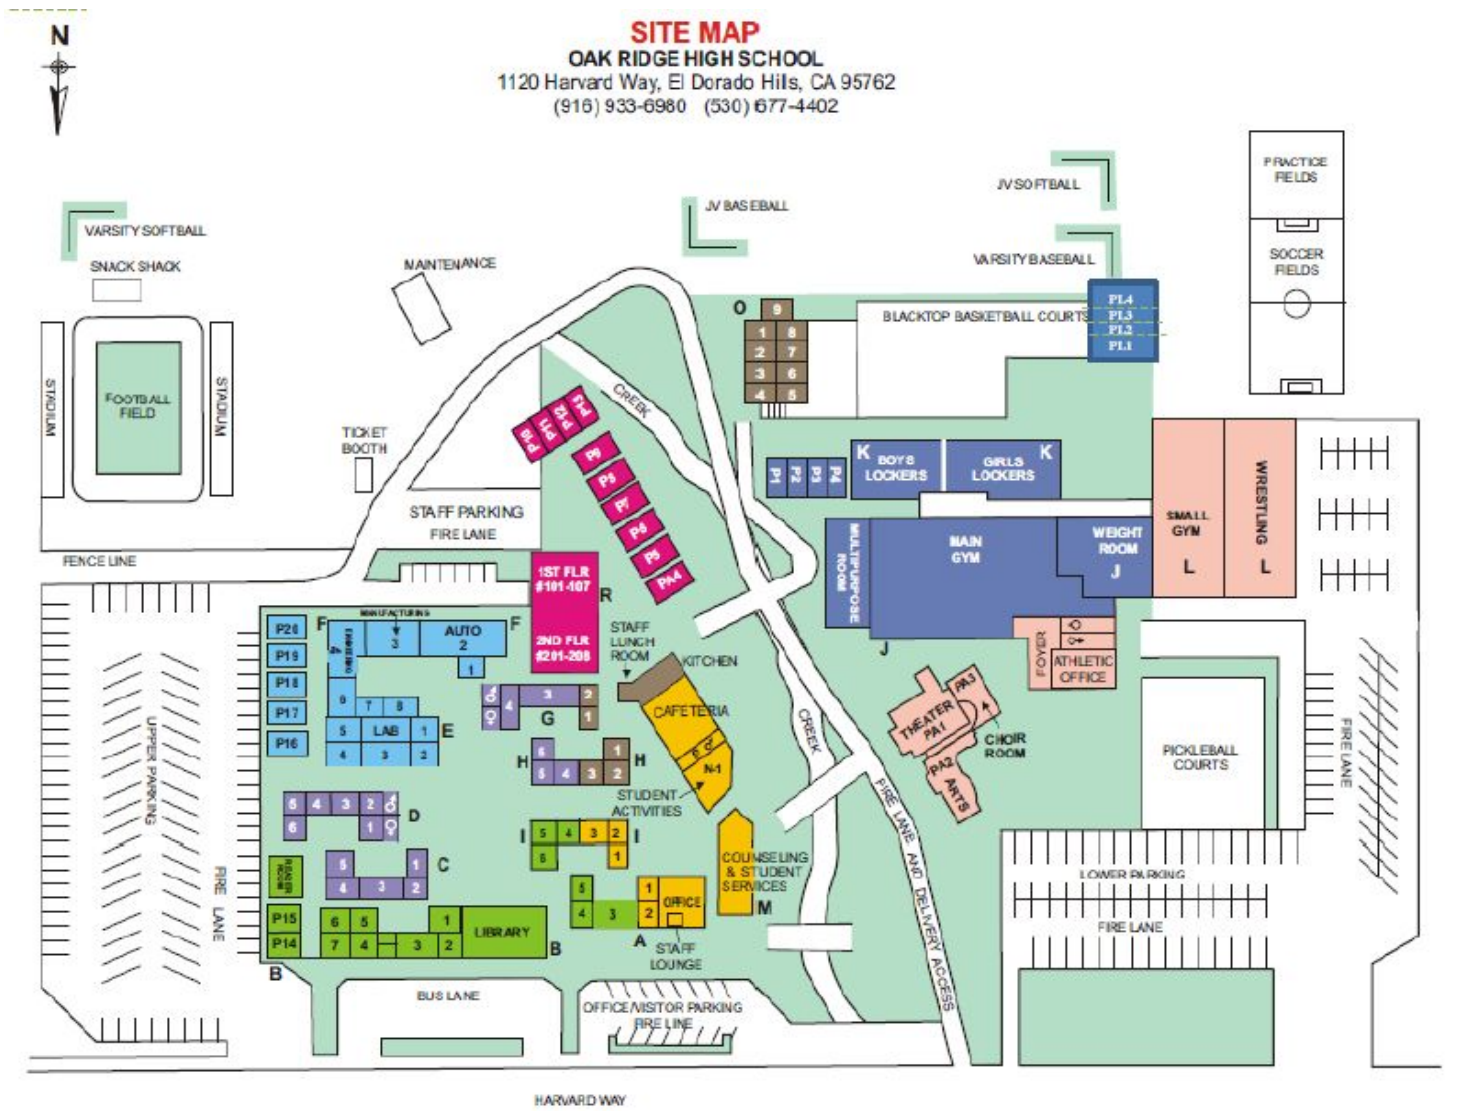 N
SITE MAP
OAK RIDGE HIGH SCHOOL
1120 Harvard Way, El Dorado Hills, CA 95762
(916) 933-6980 (530) 677-4402
PRACTICE
FIELDS
SOCCER
FIELDS
JV SOFTBALL
JV BASEBALL
VARSITY SOFTBALL
SNACK SHACK
MAINTENANCE
VARSITY BASEBALL
PL4
PL3
PL2
PL1
BLACKTOP BASKETBALL COURTS
O
9
1 8
2 7
3 6
4 5
STADIUM
FOOTBALL
FIELD
STADIUM
TICKET
BOOTH
CREEK
P10 P11 P12 P13
P9
P8
P7
P6
P5
PA4
STAFF PARKING
FIRE LANE
FENCE LINE
P1 P2 P3 P4
K
BOYS
LOCKERS
GIRLS
LOCKERS
K
MULTIPURPOSE
ROOM
MAIN
GYM
WEIGHT
ROOM
J
J
SMALL
GYM
L
WRESTLING
L
1ST FLR
#101-107
R
2ND FLR
#201-208
STAFF
LUNCH
ROOM
KITCHEN
CAFETERIA
N-1
STUDENT
ACTIVITIES
FOYER
ATHLETIC
OFFICE
THEATER
PA1
PA3
CHOIR
ROOM
PA2
ARTS
PICKLEBALL
COURTS
FIRE LANE
P20
P19
P18
P17
P16
MANUFACTURING
F
ENGINEERING
4
3
AUTO
2
F
1
6 7 8
5 LAB 1
E
4 3 2
4 3 2
1
G
6 1
H H
5 4 3 2
5 4 3 2
D
6 1
5 1
C
4 3 2
READER
ROOM
P15
P14
B
6 5 1
7 4 3 2
LIBRARY
B
I 5 4 3 2 I
6 1
5 1
4 3 2
OFFICE
A
STAFF
LOUNGE
COUNSELING
& STUDENT
SERVICES
M
CREEK
FIRE LANE AND DELIVERY ACCESS
UPPER PARKING
FIRE LANE
LOWER PARKING
FIRE LANE
BUS LANE
OFFICE/VISITOR PARKING
FIRE LINE
HARVARD WAY